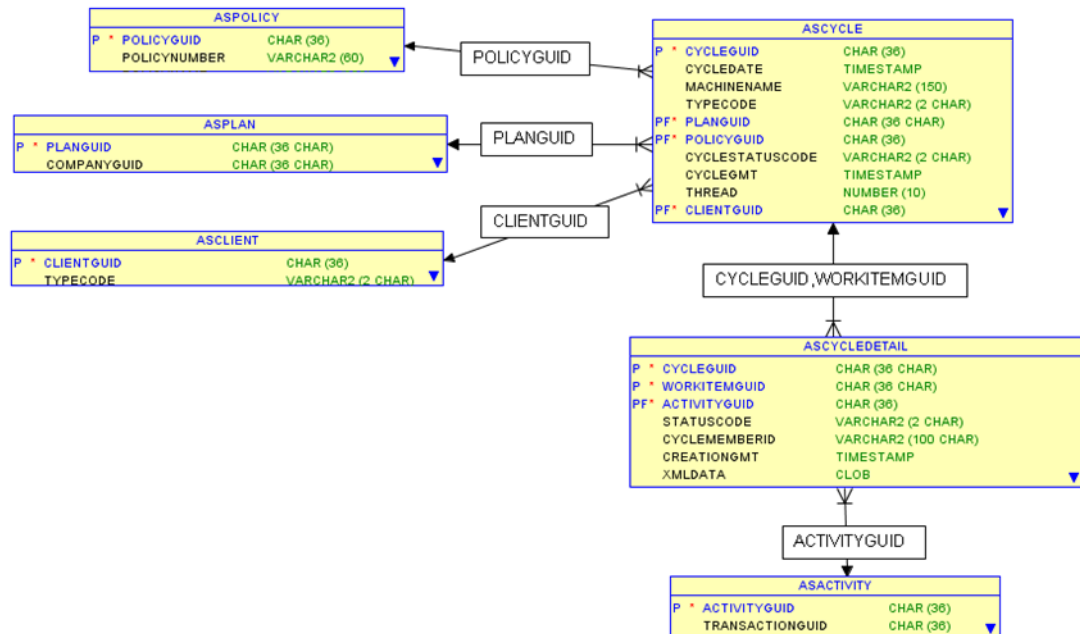 ASPOLICY
P * POLICYGUID CHAR (36)
POLICYNUMBER VARCHAR2 (60)
POLICYGUID
ASCYCLE
P * CYCLEGUID CHAR (36)
CYCLEDATE TIMESTAMP
MACHINENAME VARCHAR2 (150)
TYPECODE VARCHAR2 (2 CHAR)
PF* PLANGUID CHAR (36 CHAR)
PF* POLICYGUID CHAR (36)
CYCLESTATUSCODE VARCHAR2 (2 CHAR)
CYCLEGMT TIMESTAMP
THREAD NUMBER (10)
PF* CLIENTGUID CHAR (36)
ASPLAN
P * PLANGUID CHAR (36 CHAR)
COMPANYGUID CHAR (36 CHAR)
PLANGUID
CLIENTGUID
ASCLIENT
P * CLIENTGUID CHAR (36)
TYPECODE VARCHAR2 (2 CHAR)
CYCLEGUID,WORKITEMGUID
ASCYCLEDETAIL
P * CYCLEGUID CHAR (36 CHAR)
P * WORKITEMGUID CHAR (36 CHAR)
PF* ACTIVITYGUID CHAR (36)
STATUSCODE VARCHAR2 (2 CHAR)
CYCLEMEMBERID VARCHAR2 (100 CHAR)
CREATIONGMT TIMESTAMP
XMLDATA CLOB
ACTIVITYGUID
ASACTIVITY
P * ACTIVITYGUID CHAR (36)
TRANSACTIONGUID CHAR (36)